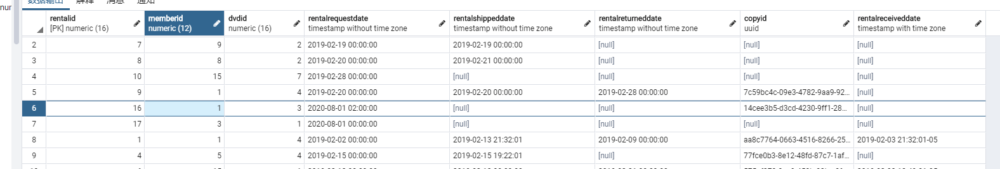 数据输出 解释 消息 通知
nur
rentalid memberid dvdid rentalrequestdate rentalshippeddate rentalreturneddate copyid rentalreceiveddate
[PK] numeric (16) numeric (12) numeric (16) timestamp without time zone timestamp without time zone timestamp without time zone uuid timestamp with time zone
2 7 9 2 2019-02-19 00:00:00 2019-02-19 00:00:00 [null] [null] [null]
3 8 8 2 2019-02-20 00:00:00 2019-02-21 00:00:00 [null] [null] [null]
4 10 15 7 2019-02-28 00:00:00 [null] [null] [null] [null]
5 9 1 4 2019-02-20 00:00:00 2019-02-20 00:00:00 2019-02-28 00:00:00 7c59bc4c-09e3-4782-9aa9-92... [null]
6 16 1 3 2020-08-01 02:00:00 [null] [null] 14cee3b5-d3cd-4230-9ff1-28... [null]
7 17 3 1 2020-08-01 00:00:00 [null] [null] [null] [null]
8 1 1 4 2019-02-02 00:00:00 2019-02-13 21:32:01 2019-02-09 00:00:00 aa8c7764-0663-4516-8266-25... 2019-02-03 21:32:01-05
9 4 5 4 2019-02-15 00:00:00 2019-02-15 19:22:01 [null] 77fce0b3-8e12-48fd-87c7-1af... [null]